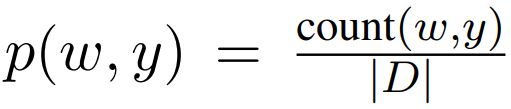 p(w, y) = count(w,y) / |D|